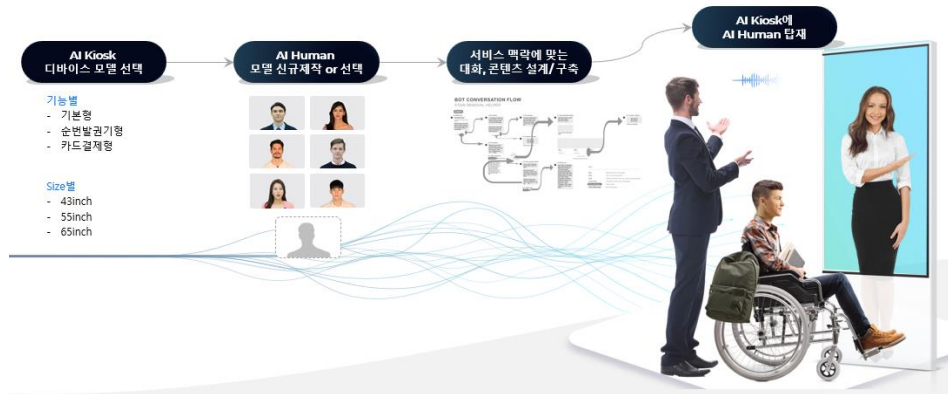 AI Kiosk
디바이스 모델 선택
기능별
- 기본형
- 순번발권기형
- 카드결제형
Size별
- 43inch
- 55inch
- 65inch
AI Human
모델 신규제작 or 선택
서비스 맥락에 맞는
대화, 콘텐츠 설계/구축
BOT CONVERSATION FLOW
AI Kiosk에
AI Human 탑재